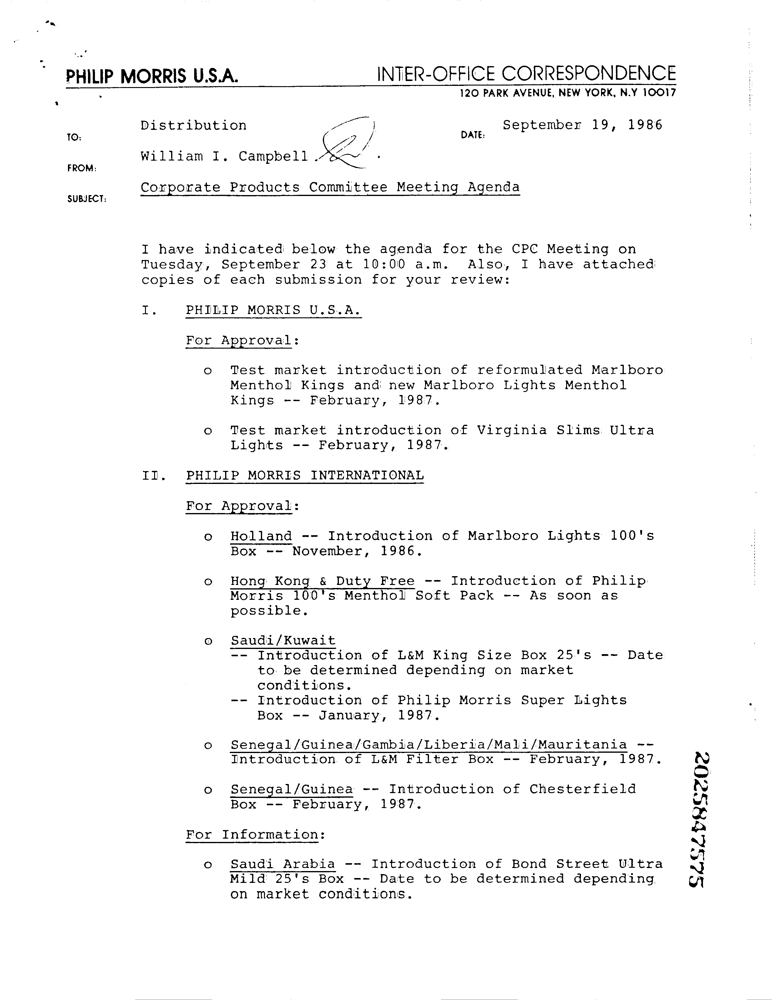 PHILIP MORRIS U.S.A. INTER-OFFICE CORRESPONDENCE
120 PARK AVENUE, NEW YORK, N.Y 10017
TO: Distribution DATE: September 19, 1986
FROM: William I. Campbell
SUBJECT: Corporate Products Committee Meeting Agenda
I have indicated below the agenda for the CPC Meeting on
Tuesday, September 23 at 10:00 a.m. Also, I have attached
copies of each submission for your review:
I. PHILIP MORRIS U.S.A.
For Approval:
o Test market introduction of reformulated Marlboro
Menthol Kings and new Marlboro Lights Menthol
Kings -- February, 1987.
o Test market introduction of Virginia Slims Ultra
Lights -- February, 1987.
II. PHILIP MORRIS INTERNATIONAL
For Approval:
o Holland -- Introduction of Marlboro Lights 100's
Box -- November, 1986.
o Hong Kong & Duty Free -- Introduction of Philip
Morris 100's Menthol Soft Pack -- As soon as
possible.
o Saudi/Kuwait
-- Introduction of L&M King Size Box 25's -- Date
to be determined depending on market
conditions.
-- Introduction of Philip Morris Super Lights
Box -- January, 1987.
o Senegal/Guinea/Gambia/Liberia/Mali/Mauritania --
Introduction of L&M Filter Box -- February, 1987.
o Senegal/Guinea -- Introduction of Chesterfield
Box -- February, 1987.
For Information:
o Saudi Arabia -- Introduction of Bond Street Ultra
Mild 25's Box -- Date to be determined depending
on market conditions.
2025847575